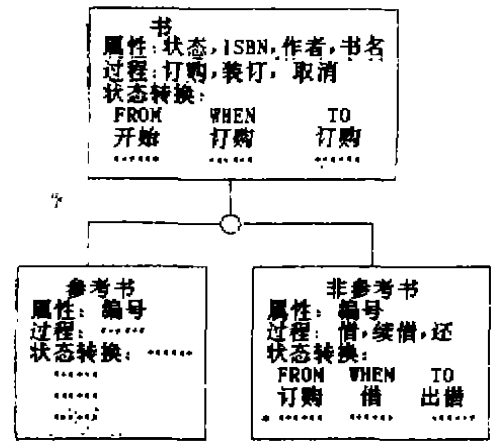 书
属性:状态,ISBN,作者,书名
过程:订购,装订,取消
状态转换:
FROM WHEN TO
开始 订购 订购
****** ****** ******
参考书
属性: 编号
过程: ******
状态转换: ******
******
******
******
非参考书
属性: 编号
过程: 借,续借,还
状态转换:
FROM WHEN TO
订购 借 出借
****** ****** ******